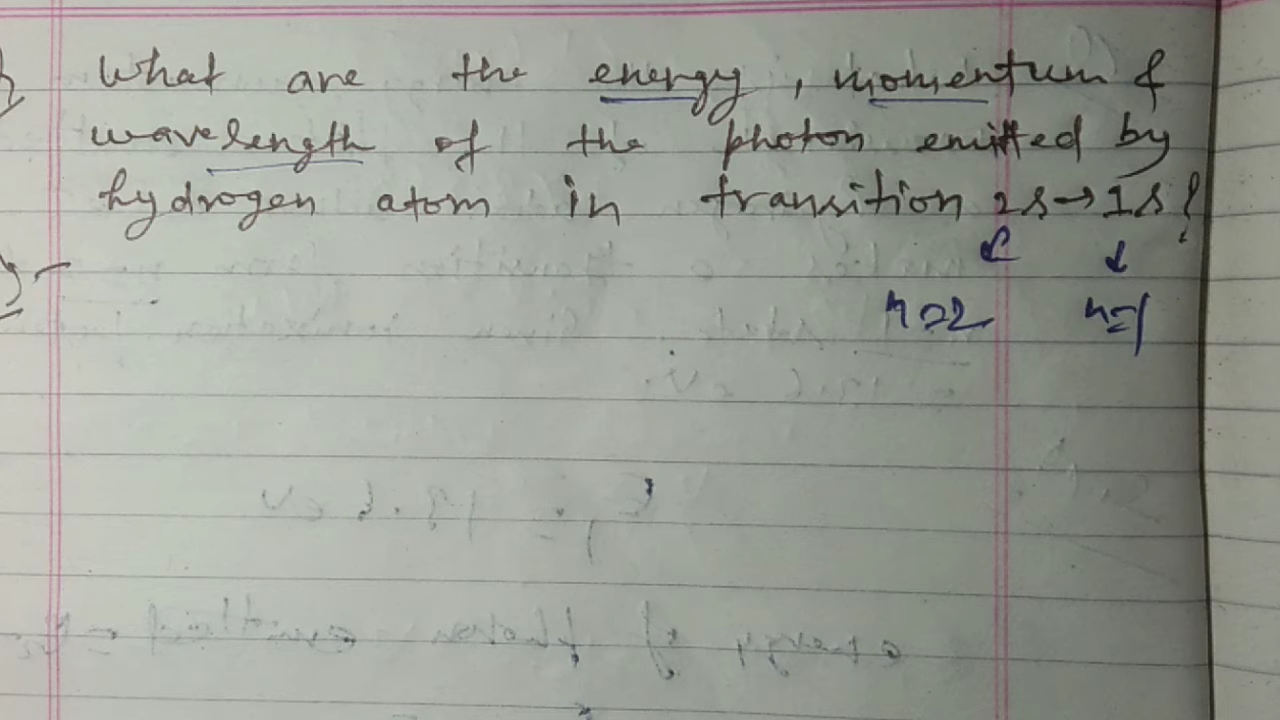 What are the energy, momentum &
wavelength of the photon emitted by
hydrogen atom in transition 2s→1s?
n=2 n=1